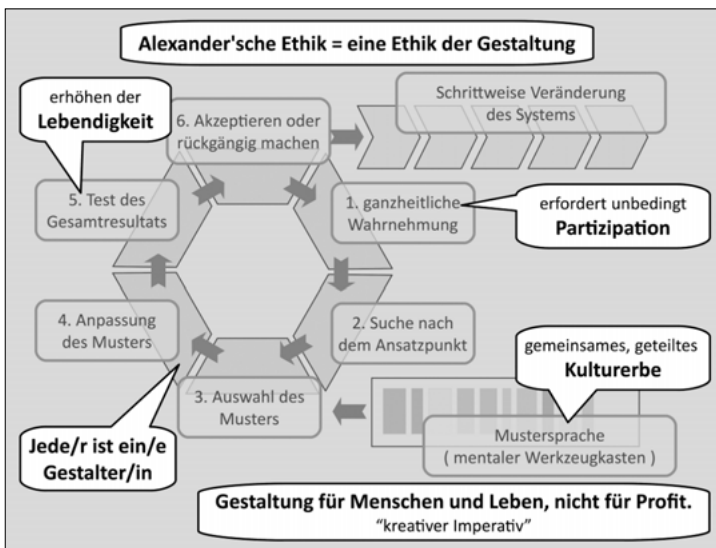 Alexander'sche Ethik = eine Ethik der Gestaltung
erhöhen der
Lebendigkeit
6. Akzeptieren oder
rückgängig machen
Schrittweise Veränderung
des Systems
5. Test des
Gesamtresultats
1. ganzheitliche
Wahrnehmung
erfordert unbedingt
Partizipation
4. Anpassung
des Musters
2. Suche nach
dem Ansatzpunkt
gemeinsames, geteiltes
Kulturerbe
3. Auswahl des
Musters
Mustersprache
( mentaler Werkzeugkasten )
Jede/r ist ein/e
Gestalter/in
Gestaltung für Menschen und Leben, nicht für Profit.
"kreativer Imperativ"